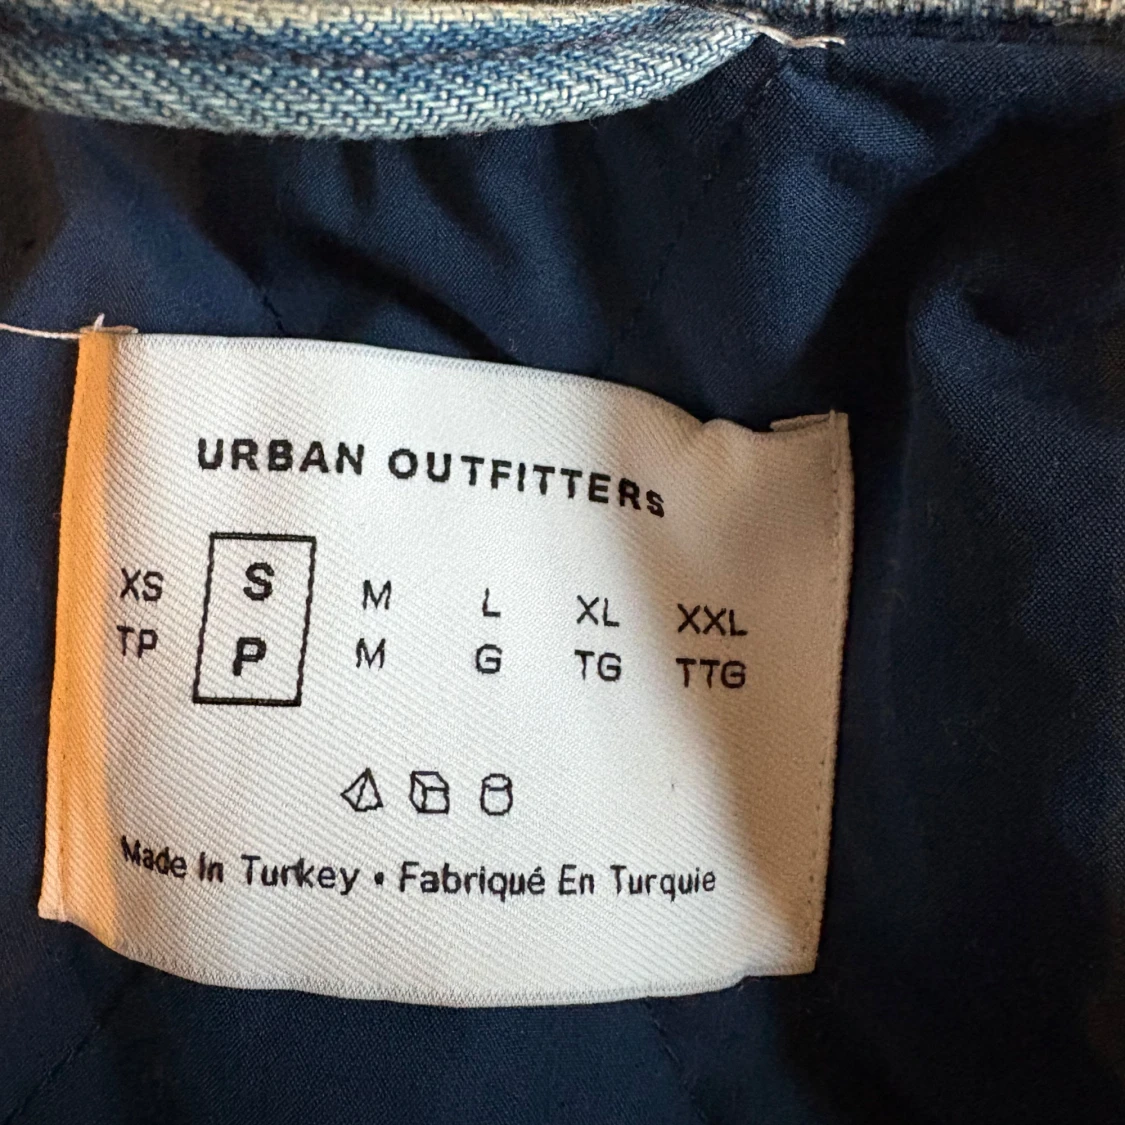 URBAN OUTFITTERS
XS S M L XL XXL
TP P M G TG TTG
Made In Turkey • Fabriqué En Turquie